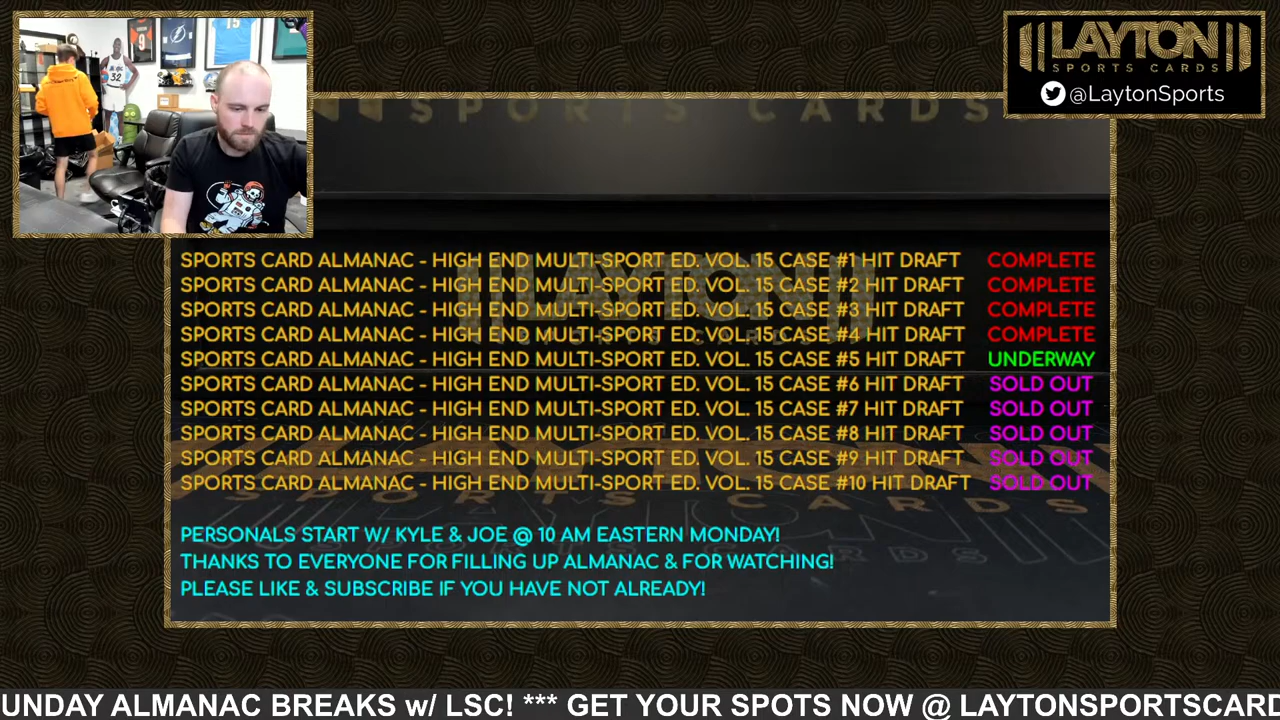 LAYTON
SPORTS CARDS
@LaytonSports
SPORTS CARDS
SPORTS CARD ALMANAC - HIGH END MULTI-SPORT ED. VOL. 15 CASE #1 HIT DRAFT COMPLETE
SPORTS CARD ALMANAC - HIGH END MULTI-SPORT ED. VOL. 15 CASE #2 HIT DRAFT COMPLETE
SPORTS CARD ALMANAC - HIGH END MULTI-SPORT ED. VOL. 15 CASE #3 HIT DRAFT COMPLETE
SPORTS CARD ALMANAC - HIGH END MULTI-SPORT ED. VOL. 15 CASE #4 HIT DRAFT COMPLETE
SPORTS CARD ALMANAC - HIGH END MULTI-SPORT ED. VOL. 15 CASE #5 HIT DRAFT UNDERWAY
SPORTS CARD ALMANAC - HIGH END MULTI-SPORT ED. VOL. 15 CASE #6 HIT DRAFT SOLD OUT
SPORTS CARD ALMANAC - HIGH END MULTI-SPORT ED. VOL. 15 CASE #7 HIT DRAFT SOLD OUT
SPORTS CARD ALMANAC - HIGH END MULTI-SPORT ED. VOL. 15 CASE #8 HIT DRAFT SOLD OUT
SPORTS CARD ALMANAC - HIGH END MULTI-SPORT ED. VOL. 15 CASE #9 HIT DRAFT SOLD OUT
SPORTS CARD ALMANAC - HIGH END MULTI-SPORT ED. VOL. 15 CASE #10 HIT DRAFT SOLD OUT
PERSONALS START W/ KYLE & JOE @ 10 AM EASTERN MONDAY!
THANKS TO EVERYONE FOR FILLING UP ALMANAC & FOR WATCHING!
PLEASE LIKE & SUBSCRIBE IF YOU HAVE NOT ALREADY!
UNDAY ALMANAC BREAKS w/ LSC! *** GET YOUR SPOTS NOW @ LAYTONSPORTSCARD